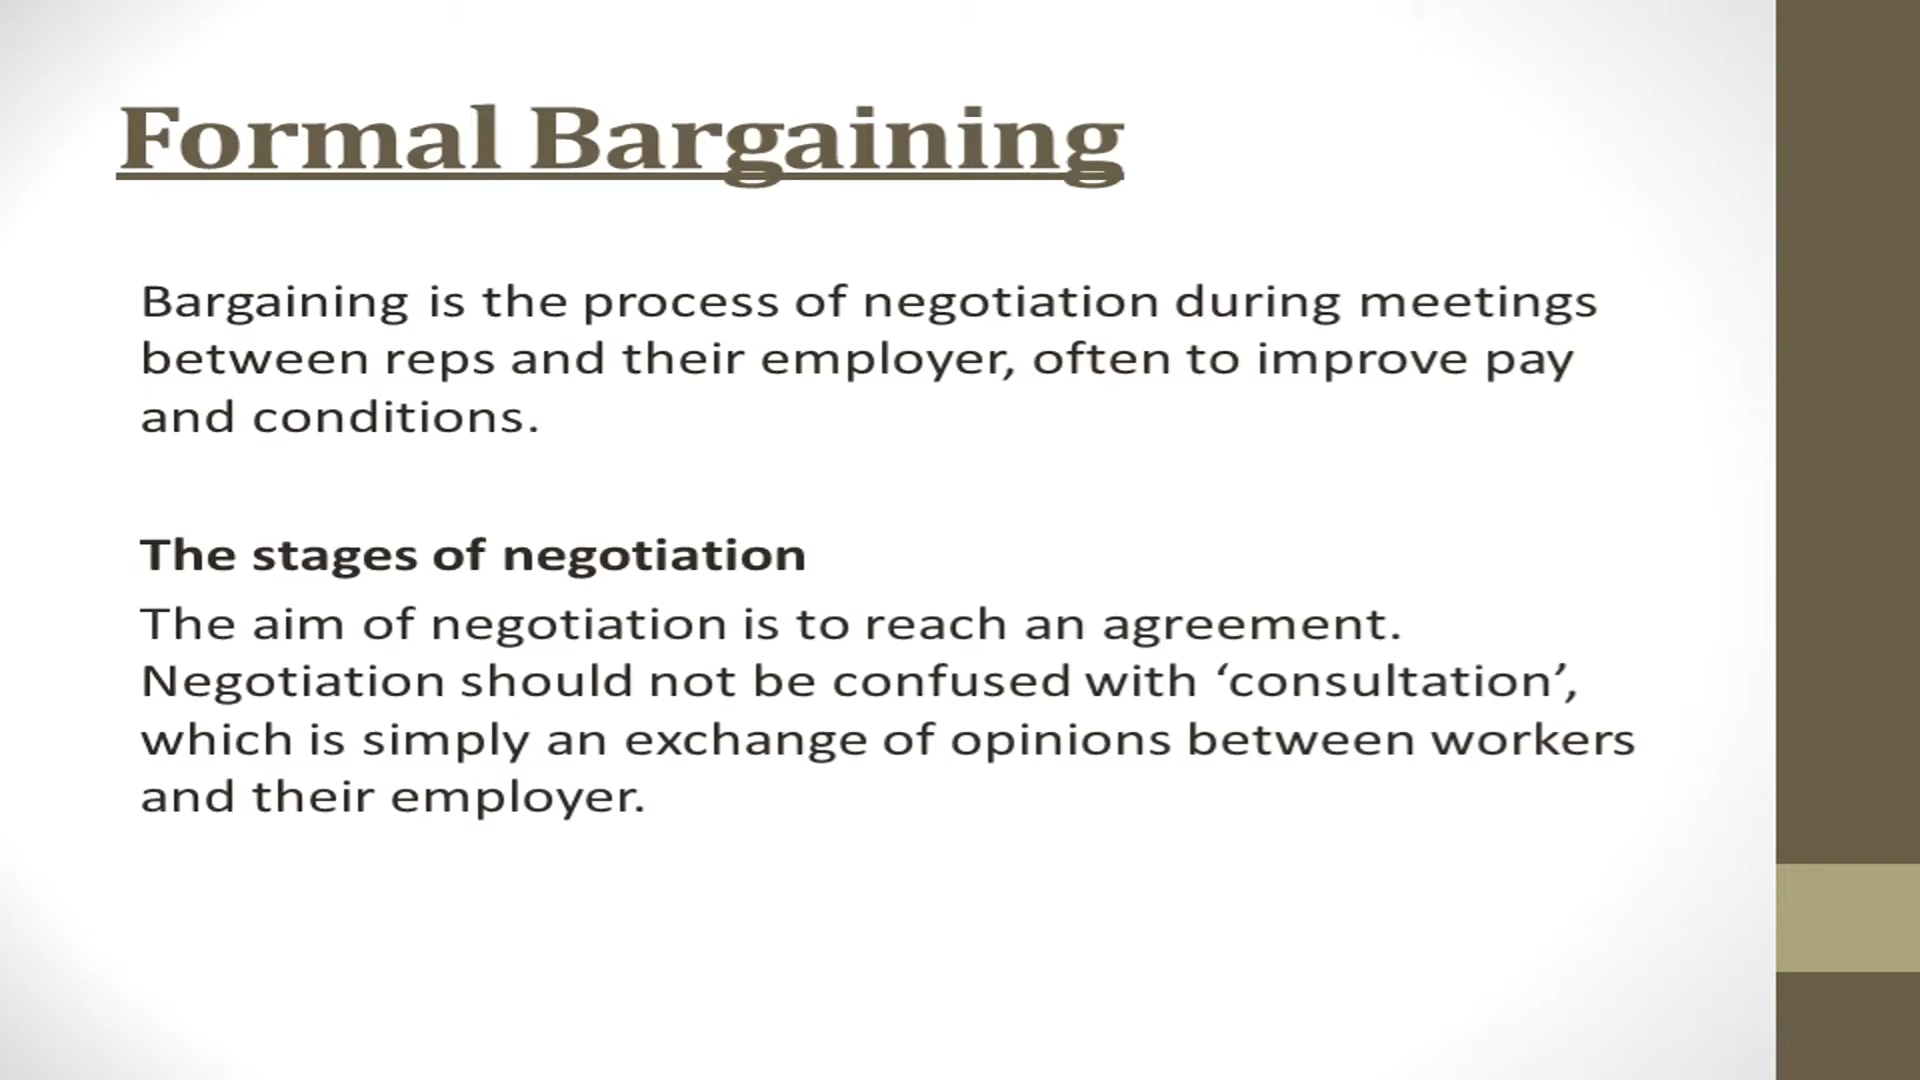 Formal Bargaining
Bargaining is the process of negotiation during meetings
between reps and their employer, often to improve pay
and conditions.
The stages of negotiation
The aim of negotiation is to reach an agreement.
Negotiation should not be confused with ‘consultation’,
which is simply an exchange of opinions between workers
and their employer.